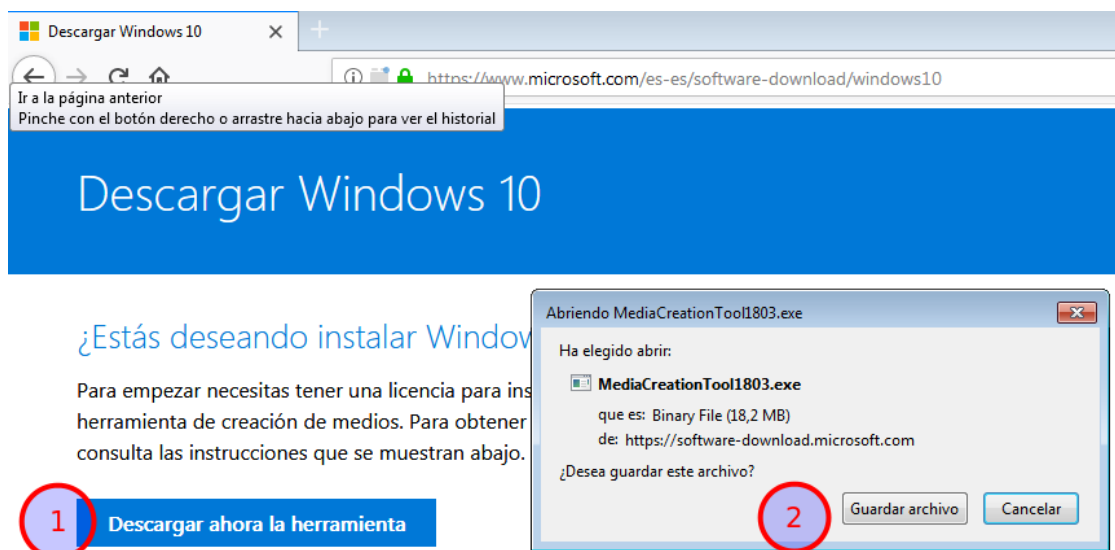 Descargar Windows 10
https://www.microsoft.com/es-es/software-download/windows10
Ir a la página anterior
Pinche con el botón derecho o arrastre hacia abajo para ver el historial
Descargar Windows 10
¿Estás deseando instalar Window
Para empezar necesitas tener una licencia para ins
herramienta de creación de medios. Para obtener
consulta las instrucciones que se muestran abajo.
1
Descargar ahora la herramienta
Abriendo MediaCreationTool1803.exe
Ha elegido abrir:
MediaCreationTool1803.exe
que es: Binary File (18,2 MB)
de: https://software-download.microsoft.com
¿Desea guardar este archivo?
2
Guardar archivo
Cancelar